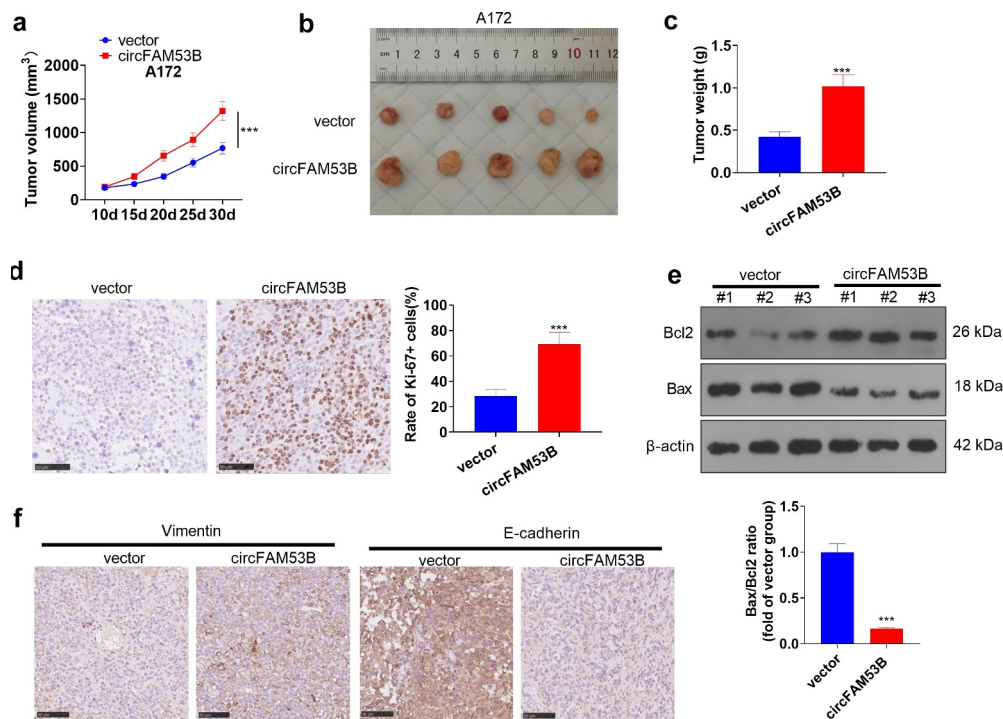 a
vector
circFAM53B
A172
Tumor volume (mm³)
2000
1500
1000
500
0
10d 15d 20d 25d 30d
***
b
A172
cm 1 2 3 4 5 6 7 8 9 10 11 12
vector
circFAM53B
c
Tumor weight (g)
1.5
1.0
0.5
0.0
***
vector
circFAM53B
d
vector
circFAM53B
Rate of Ki-67+ cells(%)
100
80
60
40
20
0
***
vector
circFAM53B
e
vector
circFAM53B
#1 #2 #3 #1 #2 #3
Bcl2
26 kDa
Bax
18 kDa
β-actin
42 kDa
Bax/Bcl2 ratio
(fold of vector group)
1.5
1.0
0.5
0.0
***
vector
circFAM53B
f
Vimentin
vector
circFAM53B
E-cadherin
vector
circFAM53B